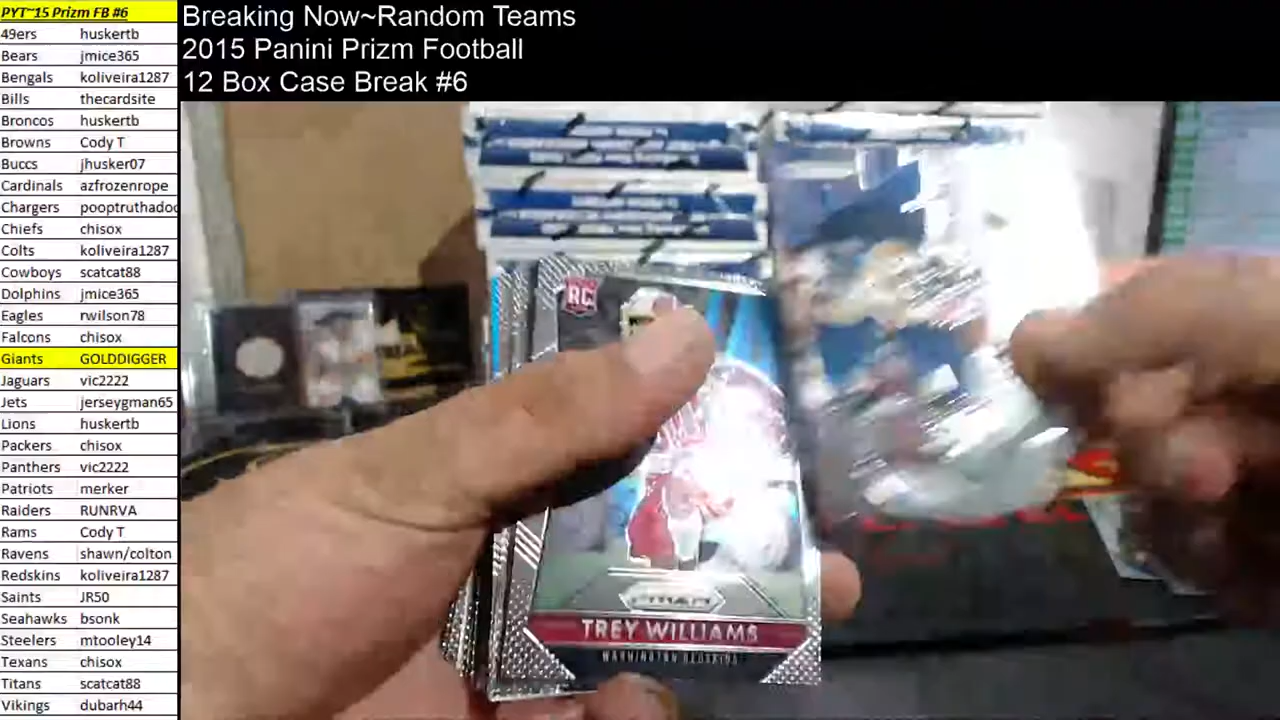 PYT~15 Prizm FB #6
49ers huskertb
Bears jmice365
Bengals koliveira1287
Bills thecardsite
Broncos huskertb
Browns Cody T
Buccs jhusker07
Cardinals azfrozenrope
Chargers pooptruthadoo
Chiefs chisox
Colts koliveira1287
Cowboys scatcat88
Dolphins jmice365
Eagles rwilson78
Falcons chisox
Giants GOLDDIGGER
Jaguars vic2222
Jets jerseygman65
Lions huskertb
Packers chisox
Panthers vic2222
Patriots merker
Raiders RUNRVA
Rams Cody T
Ravens shawn/colton
Redskins koliveira1287
Saints JR50
Seahawks bsonk
Steelers mtooley14
Texans chisox
Titans scatcat88
Vikings dubarh44
Breaking Now~Random Teams
2015 Panini Prizm Football
12 Box Case Break #6
RC
PRIZM
TREY WILLIAMS
WASHINGTON REDSKINS